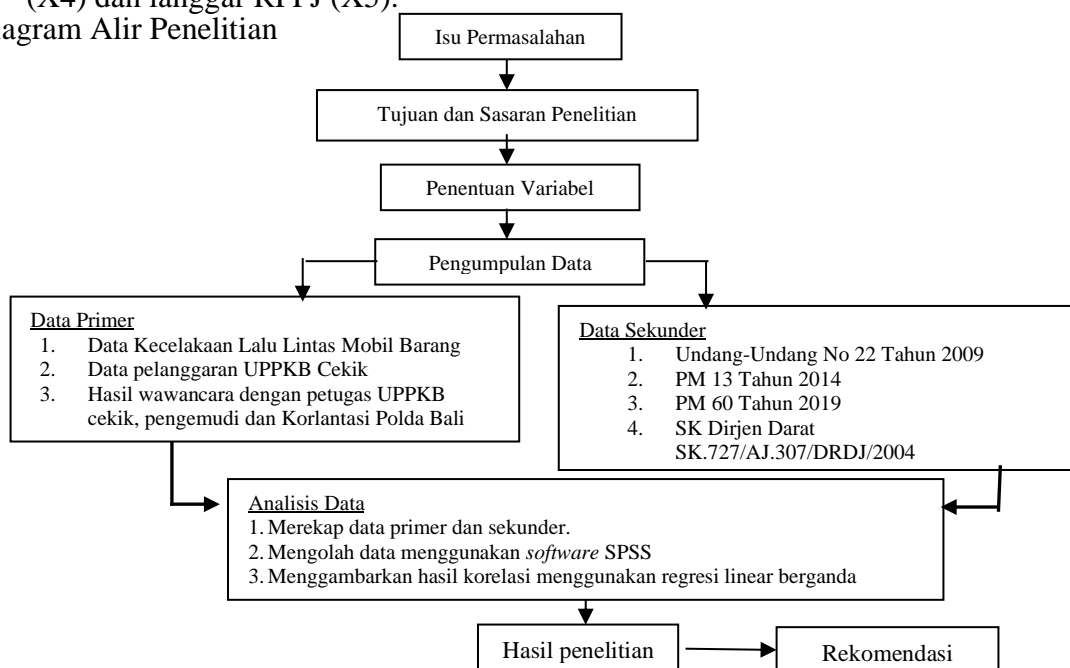 (X4) dan langgar
agram Alir Penelitian
Isu Permasalahan
Tujuan dan Sasaran Penelitian
Penentuan Variabel
Pengumpulan Data
Data Primer
1. Data Kecelakaan Lalu Lintas Mobil Barang
2. Data pelanggaran UPPKB Cekik
3. Hasil wawancara dengan petugas UPPKB
cekik, pengemudi dan Korlantasi Polda Bali
Data Sekunder
1. Undang-Undang No 22 Tahun 2009
2. PM 13 Tahun 2014
3. PM 60 Tahun 2019
4. SK Dirjen Darat
SK.727/AJ.307/DRDJ/2004
Analisis Data
1. Merekap data primer dan sekunder.
2. Mengolah data menggunakan software SPSS
3. Menggambarkan hasil korelasi menggunakan regresi linear berganda
Hasil penelitian
Rekomendasi